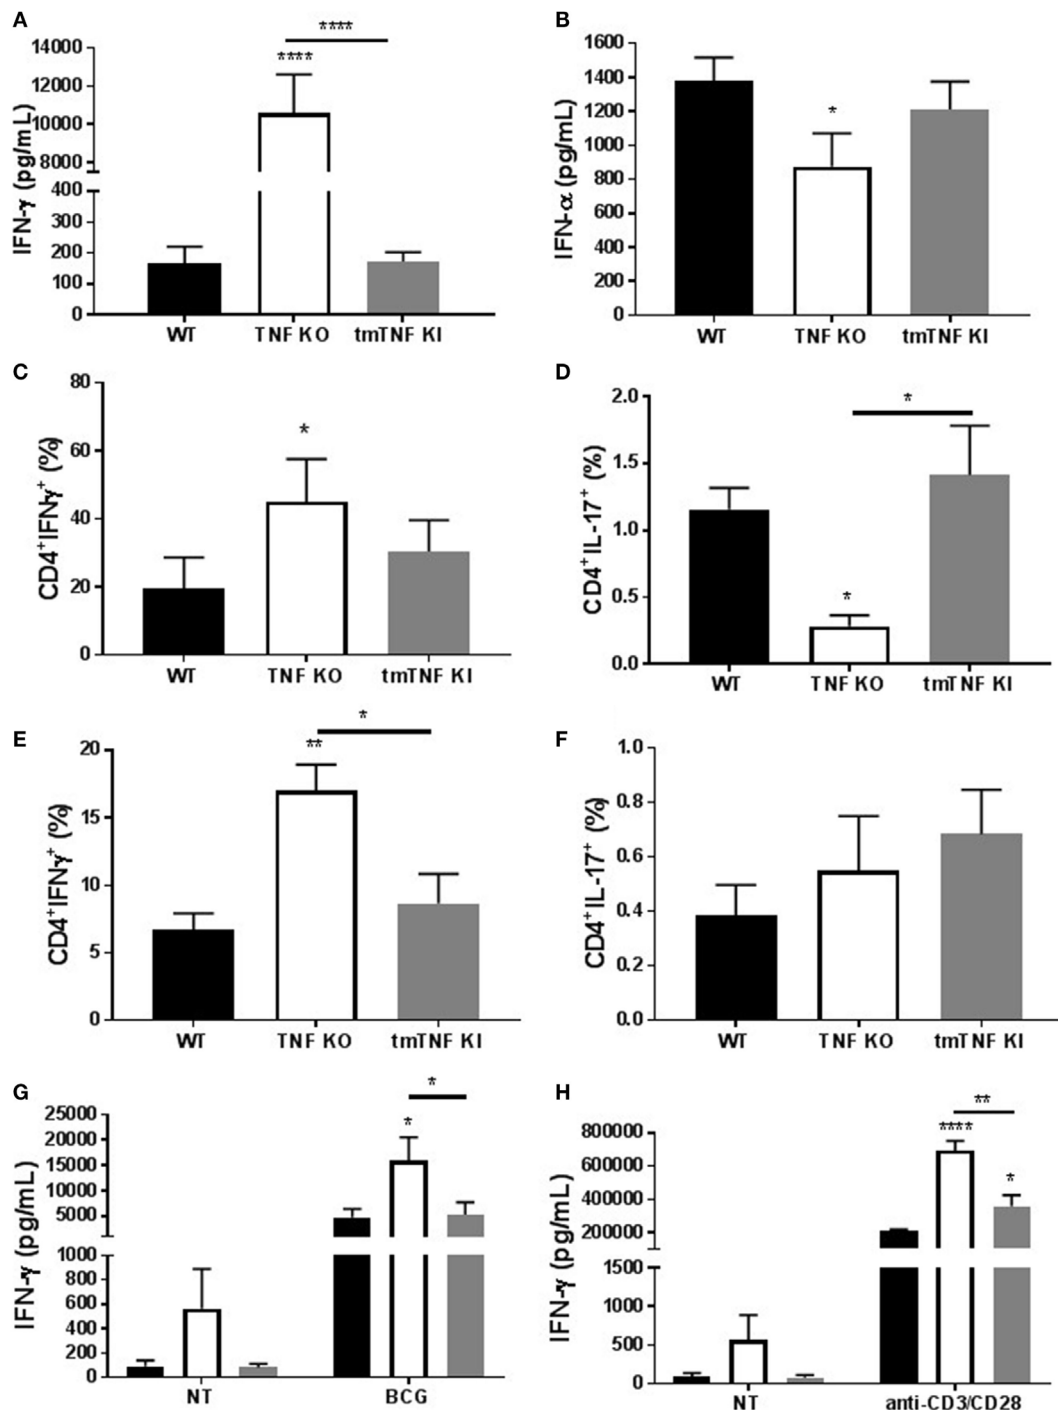 A
****
****
14000
12000
10000
8000
400
300
200
100
0
IFN-γ (pg/mL)
WT TNF KO tmTNF KI
B
*
1600
1400
1200
1000
800
600
400
200
0
IFN-α (pg/mL)
WT TNF KO tmTNF KI
C
*
80
60
40
20
0
CD4⁺IFNγ⁺ (%)
WT TNF KO tmTNF KI
D
*
*
2.0
1.5
1.0
0.5
0.0
CD4⁺IL-17⁺ (%)
WT TNF KO tmTNF KI
E
*
**
20
15
10
5
0
CD4⁺IFNγ⁺ (%)
WT TNF KO tmTNF KI
F
1.0
0.8
0.6
0.4
0.2
0.0
CD4⁺IL-17⁺ (%)
WT TNF KO tmTNF KI
G
*
*
25000
20000
15000
10000
5000
1000
800
600
400
200
0
IFN-γ (pg/mL)
NT BCG
H
**
****
*
800000
600000
400000
200000
1500
1000
500
0
IFN-γ (pg/mL)
NT anti-CD3/CD28